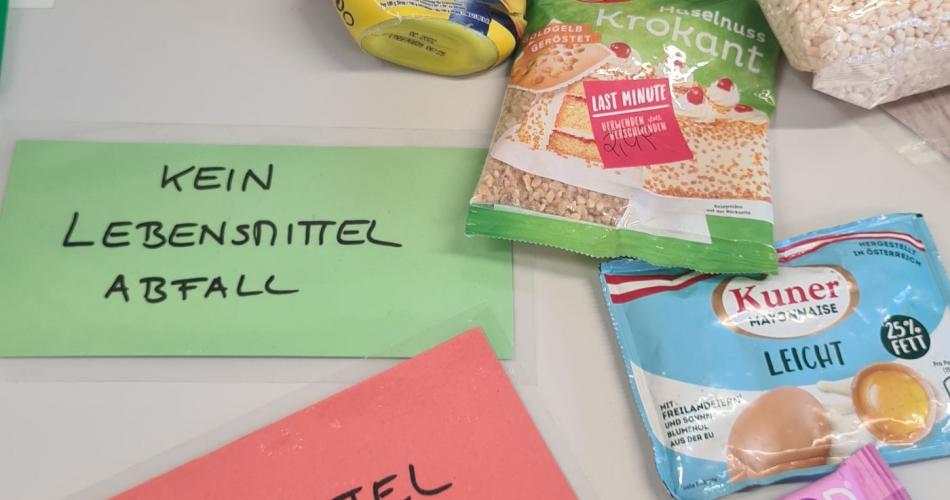 Haselnuss
Krokant
GOLDGELB
GERÖSTET
LAST MINUTE
VERWENDEN statt
VERSCHWENDEN
KEIN
LEBENSMITTEL
ABFALL
HERGESTELLT
IN ÖSTERREICH
Kuner
MAYONNAISE
LEICHT
25%
FETT
MIT
FREILANDEIERN
UND SONNEN
BLUMENÖL
AUS DER EU
TEL